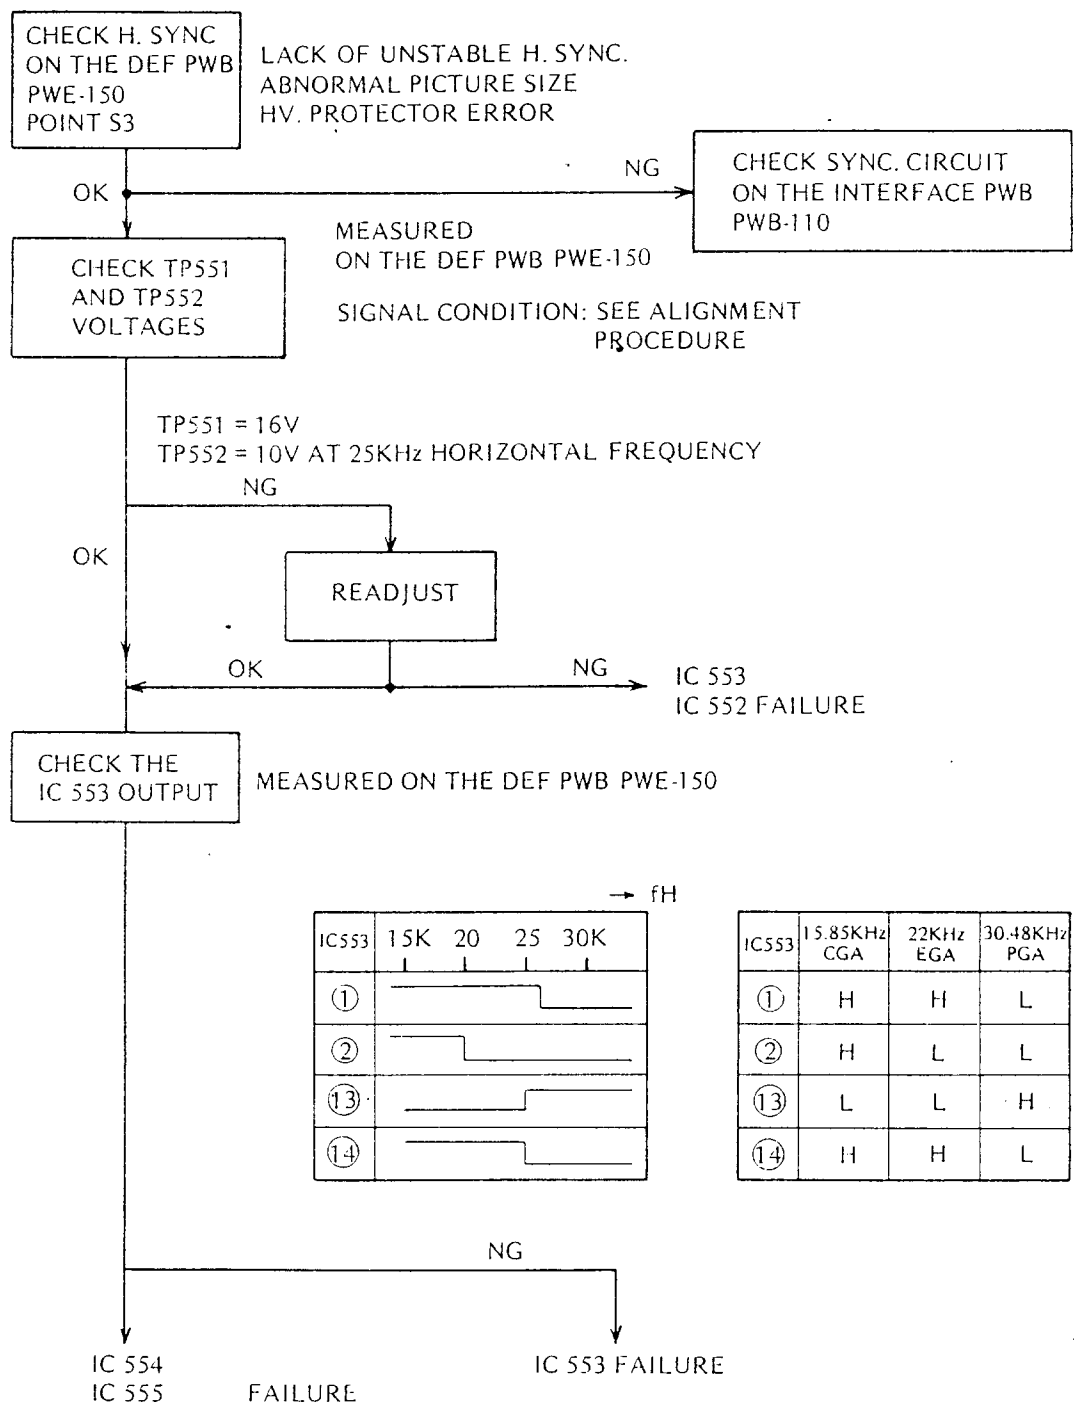 CHECK H. SYNC
ON THE DEF PWB
PWE-150
POINT S3
LACK OF UNSTABLE H. SYNC.
ABNORMAL PICTURE SIZE
HV. PROTECTOR ERROR
OK
NG
CHECK SYNC. CIRCUIT
ON THE INTERFACE PWB
PWB-110
CHECK TP551
AND TP552
VOLTAGES
MEASURED
ON THE DEF PWB PWE-150
SIGNAL CONDITION: SEE ALIGNMENT
PROCEDURE
TP551 = 16V
TP552 = 10V AT 25KHz HORIZONTAL FREQUENCY
NG
OK
READJUST
OK
NG
IC 553
IC 552 FAILURE
CHECK THE
IC 553 OUTPUT
MEASURED ON THE DEF PWB PWE-150
→ fH
IC553 15K 20 25 30K
①
②
⑬
⑭
IC553 15.85KHz CGA 22KHz EGA 30.48KHz PGA
① H H L
② H L L
⑬ L L H
⑭ H H L
NG
IC 554
IC 555 FAILURE
IC 553 FAILURE